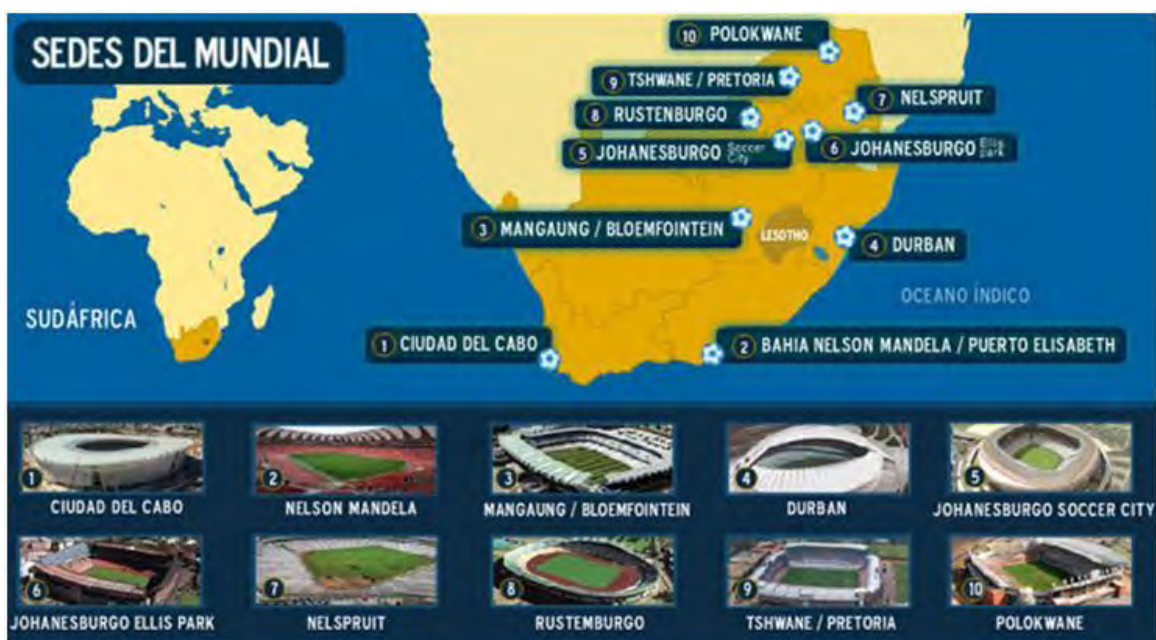 SEDES DEL MUNDIAL
10 POLOKWANE
9 TSHWANE / PRETORIA
7 NELSPRUIT
8 RUSTENBURGO
5 JOHANESBURGO Soccer City
6 JOHANESBURGO Ellis park
3 MANGAUNG / BLOEMFOINTEIN
LESOTHO
4 DURBAN
OCEANO ÍNDICO
SUDÁFRICA
1 CIUDAD DEL CABO
2 BAHIA NELSON MANDELA / PUERTO ELISABETH
1 2 3 4 5
CIUDAD DEL CABO NELSON MANDELA MANGAUNG / BLOEMFOINTEIN DURBAN JOHANESBURGO SOCCER CITY
6 7 8 9 10
JOHANESBURGO ELLIS PARK NELSPRUIT RUSTEMBURGO TSHWANE / PRETORIA POLOKWANE